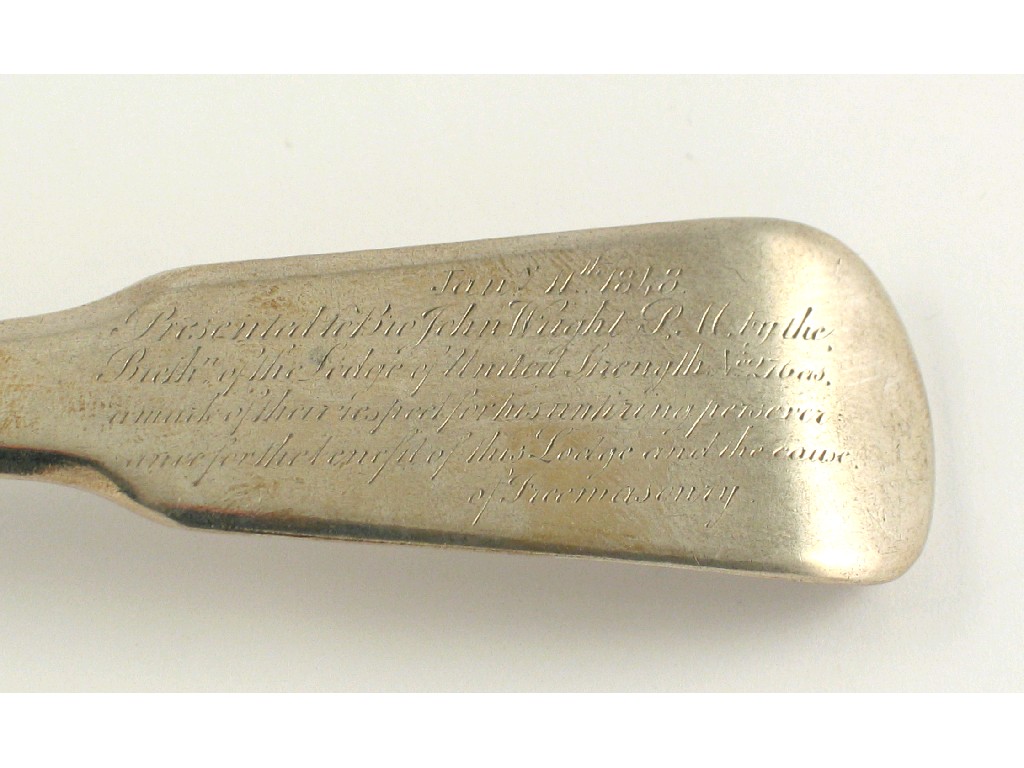 Jany 11th 1848
Presented to Bro John Wright P.M. by the
Brethn of the Lodge of United Strength No 276 as
a mark of their respect for his untiring persever
ance for the benefit of this Lodge and the cause
of Freemasonry